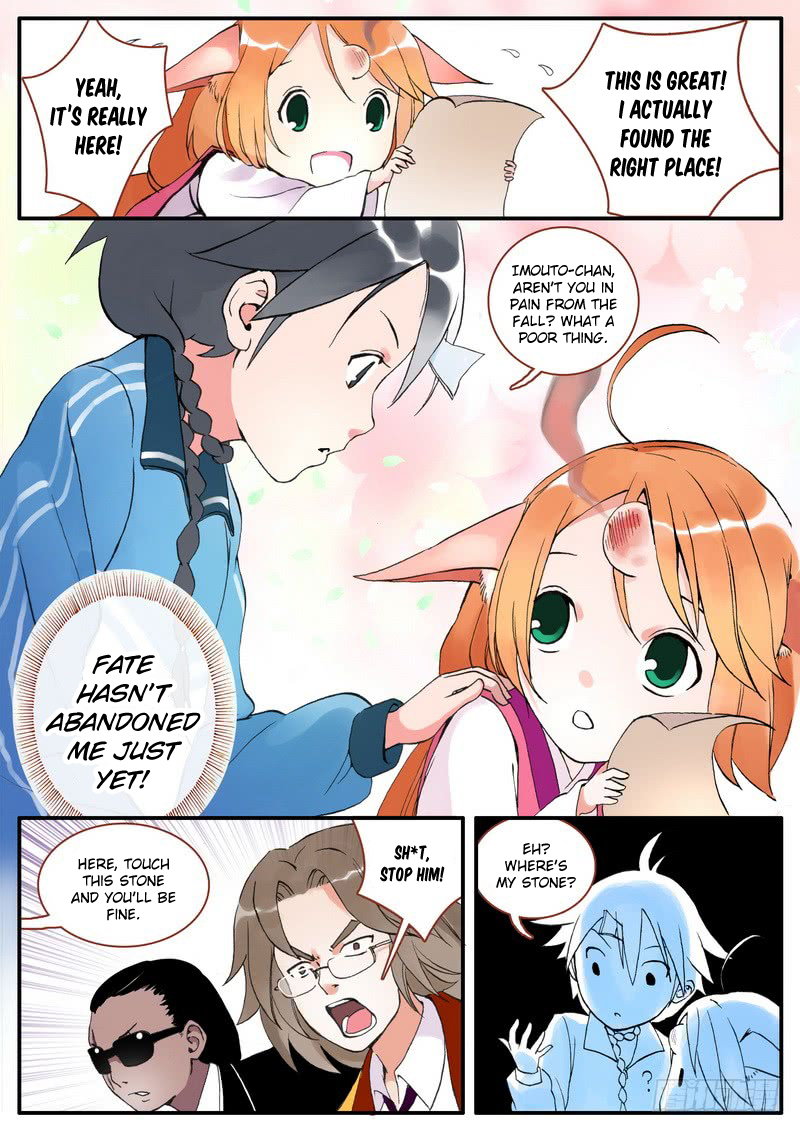 YEAH,
IT'S REALLY
HERE!
THIS IS GREAT!
I ACTUALLY
FOUND THE
RIGHT PLACE!
IMOUTO-CHAN,
AREN'T YOU IN
PAIN FROM THE
FALL? WHAT A
POOR THING.
FATE
HASN'T
ABANDONED
ME JUST
YET!
HERE, TOUCH
THIS STONE
AND YOU'LL BE
FINE.
SH*T,
STOP HIM!
EH?
WHERE'S
MY STONE?
?